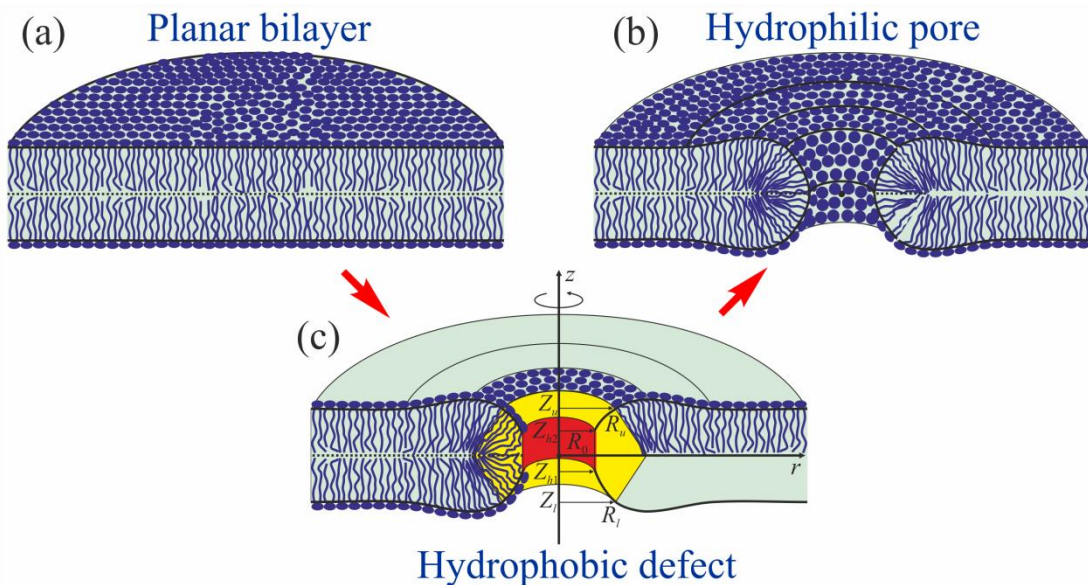 (a)
Planar bilayer
(b)
Hydrophilic pore
(c)
z
Z_u
R_u
Z_h2
R_0
r
Z_h1
Z_l
R_l
Hydrophobic defect